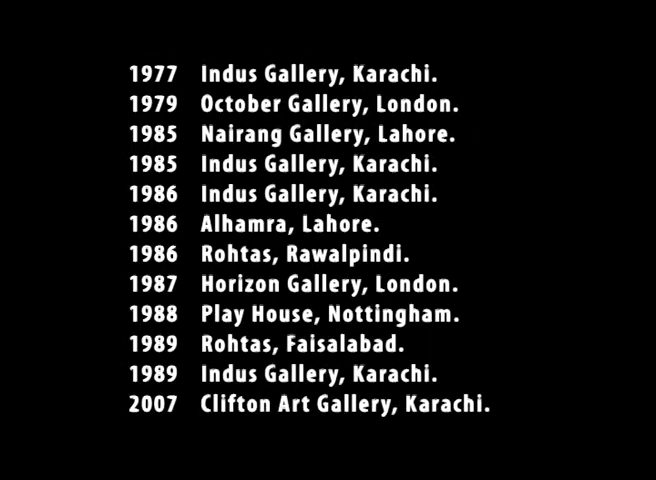 1977 Indus Gallery, Karachi.
1979 October Gallery, London.
1985 Nairang Gallery, Lahore.
1985 Indus Gallery, Karachi.
1986 Indus Gallery, Karachi.
1986 Alhamra, Lahore.
1986 Rohtas, Rawalpindi.
1987 Horizon Gallery, London.
1988 Play House, Nottingham.
1989 Rohtas, Faisalabad.
1989 Indus Gallery, Karachi.
2007 Clifton Art Gallery, Karachi.